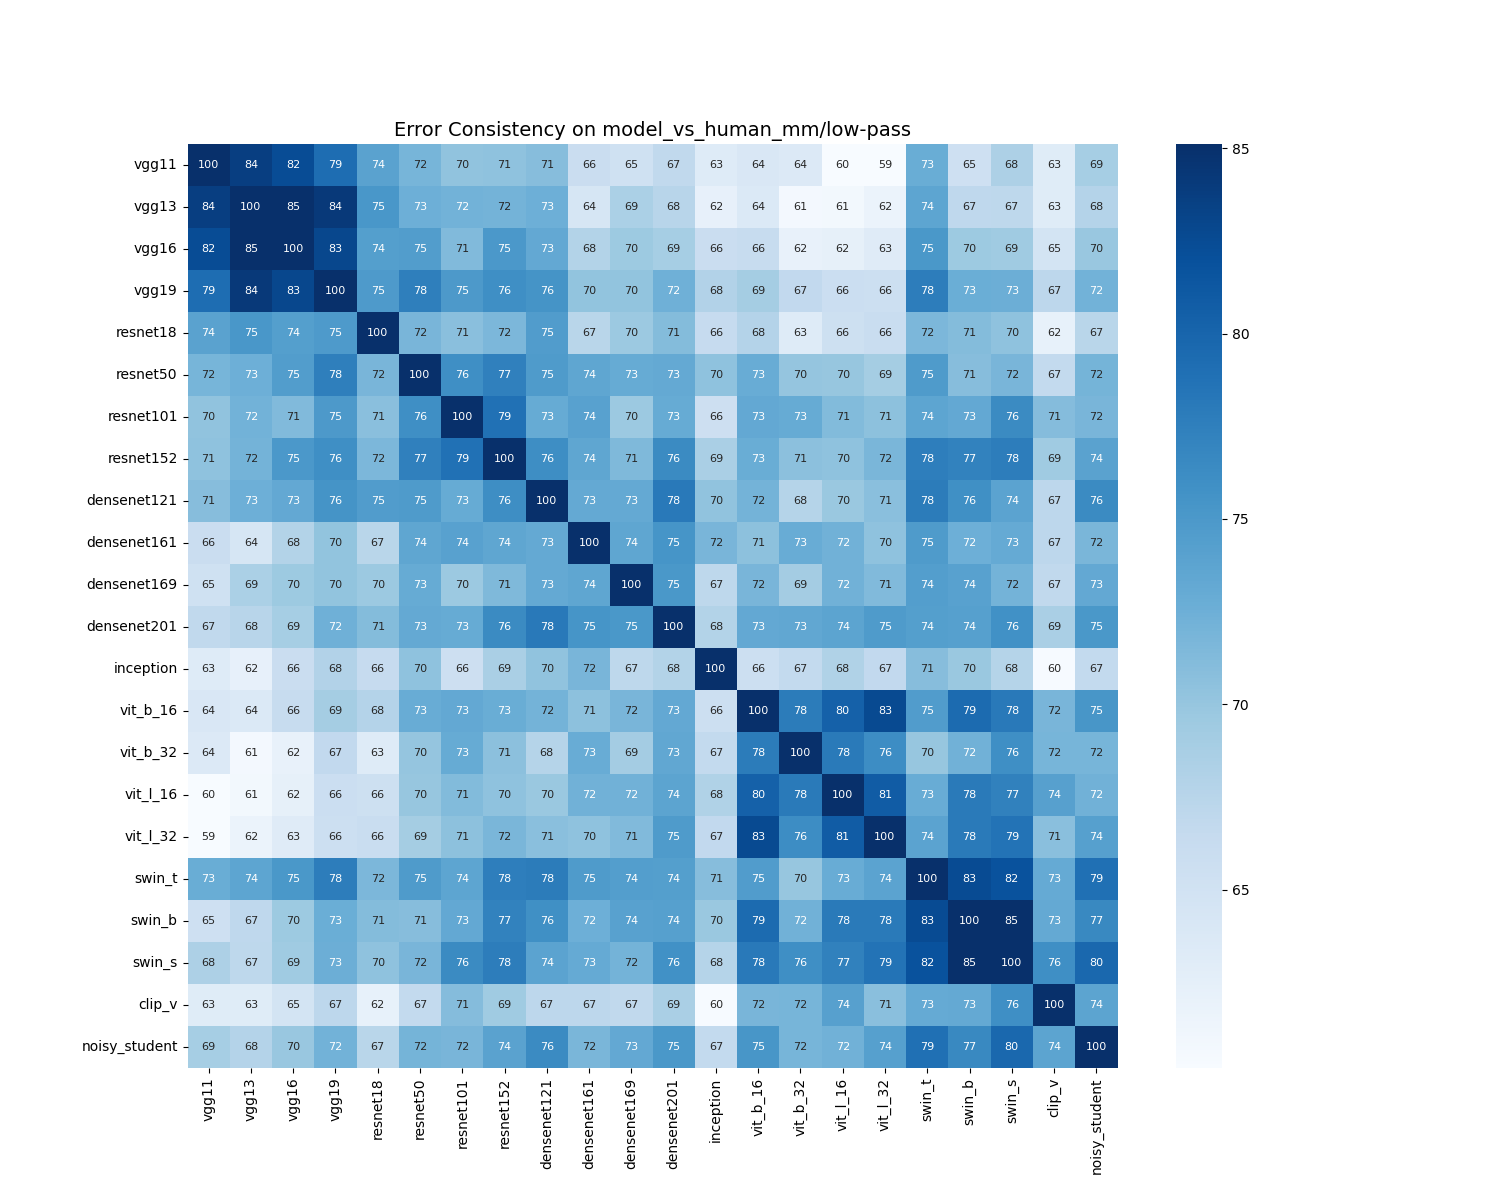 Error Consistency on model_vs_human_mm/low-pass
vgg11 100 84 82 79 74 72 70 71 71 66 65 67 63 64 64 60 59 73 65 68 63 69
vgg13 84 100 85 84 75 73 72 72 73 64 69 68 62 64 61 61 62 74 67 67 63 68
vgg16 82 85 100 83 74 75 71 75 73 68 70 69 66 66 62 62 63 75 70 69 65 70
vgg19 79 84 83 100 75 78 75 76 76 70 70 72 68 69 67 66 66 78 73 73 67 72
resnet18 74 75 74 75 100 72 71 72 75 67 70 71 66 68 63 66 66 72 71 70 62 67
resnet50 72 73 75 78 72 100 76 77 75 74 73 73 70 73 70 70 69 75 71 72 67 72
resnet101 70 72 71 75 71 76 100 79 73 74 70 73 66 73 73 71 71 74 73 76 71 72
resnet152 71 72 75 76 72 77 79 100 76 74 71 76 69 73 71 70 72 78 77 78 69 74
densenet121 71 73 73 76 75 75 73 76 100 73 73 78 70 72 68 70 71 78 76 74 67 76
densenet161 66 64 68 70 67 74 74 74 73 100 74 75 72 71 73 72 70 75 72 73 67 72
densenet169 65 69 70 70 70 73 70 71 73 74 100 75 67 72 69 72 71 74 74 72 67 73
densenet201 67 68 69 72 71 73 73 76 78 75 75 100 68 73 73 74 75 74 74 76 69 75
inception 63 62 66 68 66 70 66 69 70 72 67 68 100 66 67 68 67 71 70 68 60 67
vit_b_16 64 64 66 69 68 73 73 73 72 71 72 73 66 100 78 80 83 75 79 78 72 75
vit_b_32 64 61 62 67 63 70 73 71 68 73 69 73 67 78 100 78 76 70 72 76 72 72
vit_l_16 60 61 62 66 66 70 71 70 70 72 72 74 68 80 78 100 81 73 78 77 74 72
vit_l_32 59 62 63 66 66 69 71 72 71 70 71 75 67 83 76 81 100 74 78 79 71 74
swin_t 73 74 75 78 72 75 74 78 78 75 74 74 71 75 70 73 74 100 83 82 73 79
swin_b 65 67 70 73 71 71 73 77 76 72 74 74 70 79 72 78 78 83 100 85 73 77
swin_s 68 67 69 73 70 72 76 78 74 73 72 76 68 78 76 77 79 82 85 100 76 80
clip_v 63 63 65 67 62 67 71 69 67 67 67 69 60 72 72 74 71 73 73 76 100 74
noisy_student 69 68 70 72 67 72 72 74 76 72 73 75 67 75 72 72 74 79 77 80 74 100
vgg11 vgg13 vgg16 vgg19 resnet18 resnet50 resnet101 resnet152 densenet121 densenet161 densenet169 densenet201 inception vit_b_16 vit_b_32 vit_l_16 vit_l_32 swin_t swin_b swin_s clip_v noisy_student
85
80
75
70
65